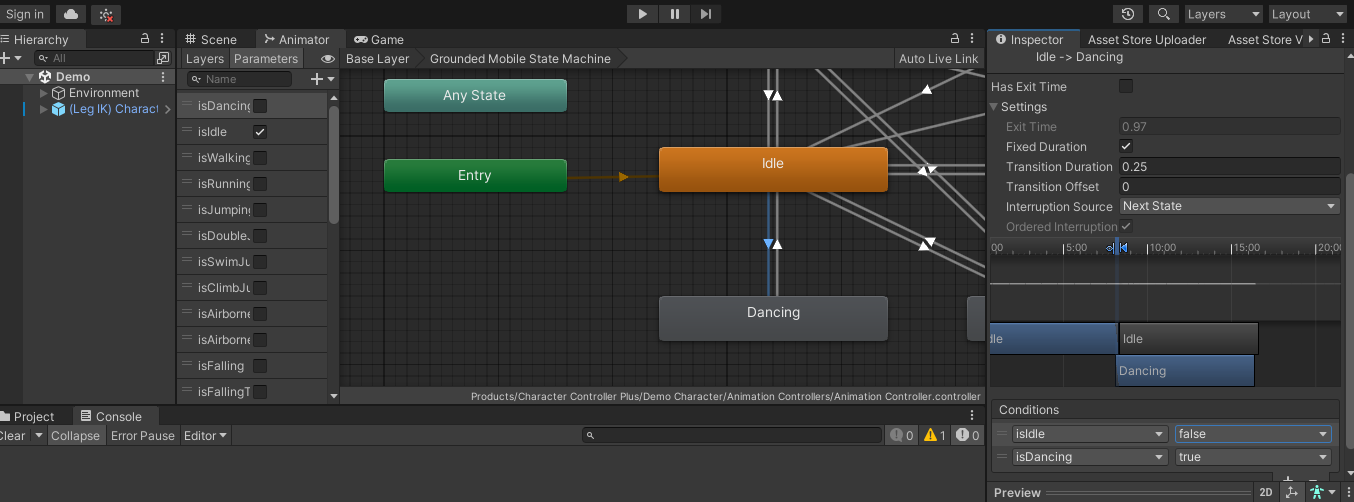 Sign in
Layers
Layout
Hierarchy
All
Demo
Environment
(Leg IK) Charact
Scene
Animator
Game
Layers
Parameters
Base Layer
Grounded Mobile State Machine
Auto Live Link
Name
isDancing
isIdle
isWalking
isRunning
isJumping
isDoubleJ
isSwimJu
isClimbJu
isAirborne
isAirborne
isFalling
isFallingT
Any State
Entry
Idle
Dancing
Products/Character Controller Plus/Demo Character/Animation Controllers/Animation Controller.controller
Project
Console
Clear
Collapse
Error Pause
Editor
0
1
0
Inspector
Asset Store Uploader
Asset Store V
Idle -> Dancing
Has Exit Time
Settings
Exit Time 0.97
Fixed Duration
Transition Duration 0.25
Transition Offset 0
Interruption Source Next State
Ordered Interruption
00 5:00 10:00 15:00 20:00
dle
Idle
Dancing
Conditions
isIdle false
isDancing true
Preview
2D